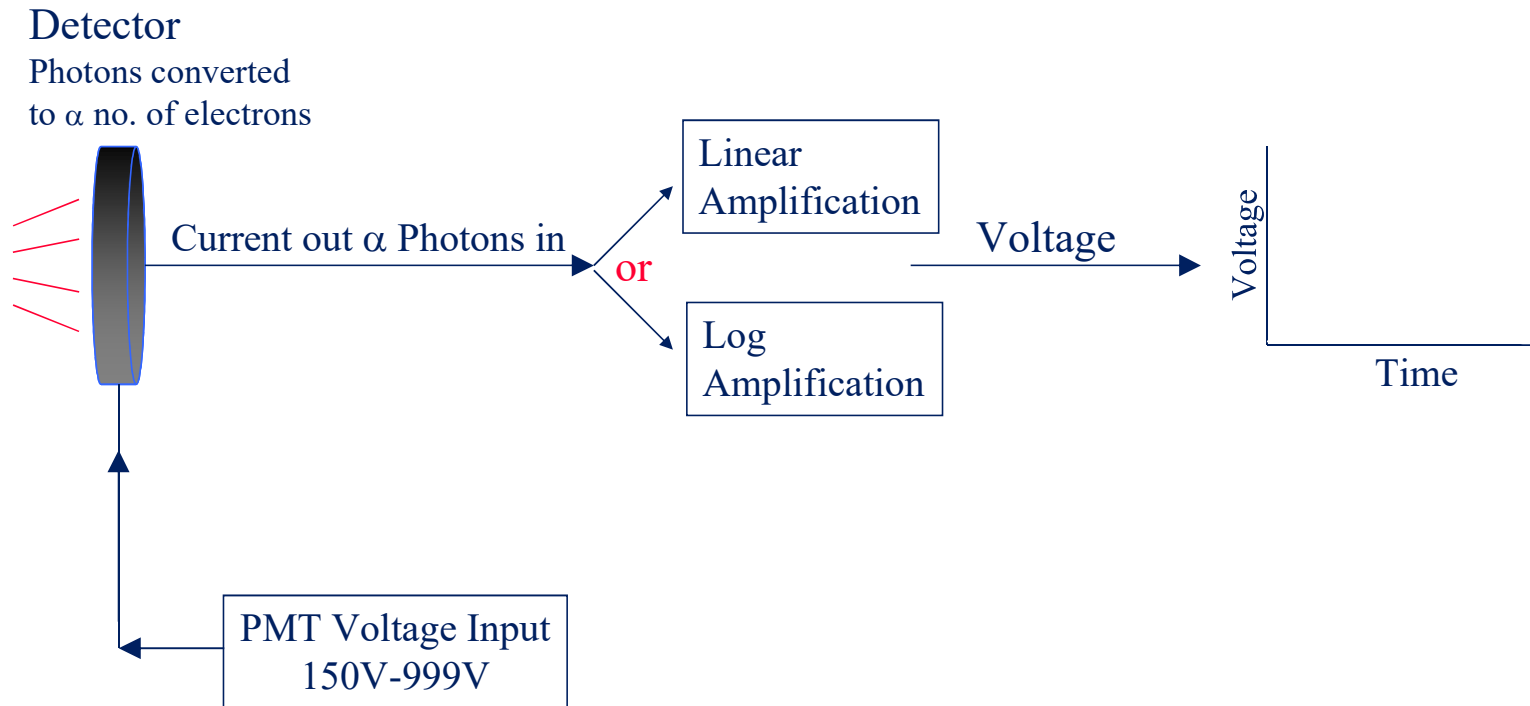 Detector
Photons converted
to α no. of electrons
Current out α Photons in
or
Linear
Amplification
Log
Amplification
Voltage
Voltage
Time
PMT Voltage Input
150V-999V